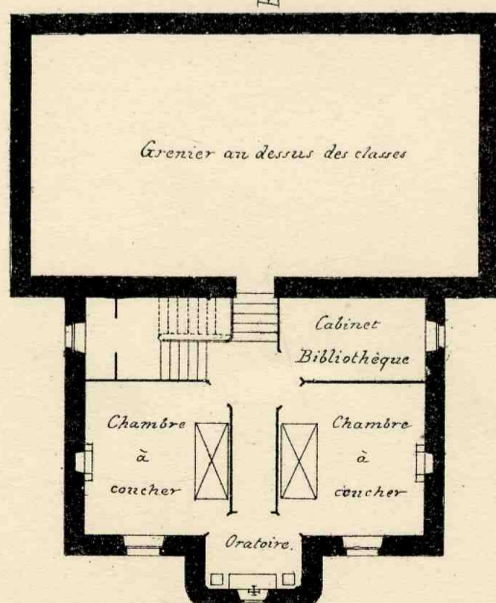 Grenier au dessus des classes
Cabinet
Bibliothèque
Chambre
à
coucher
Chambre
à
coucher
Oratoire.